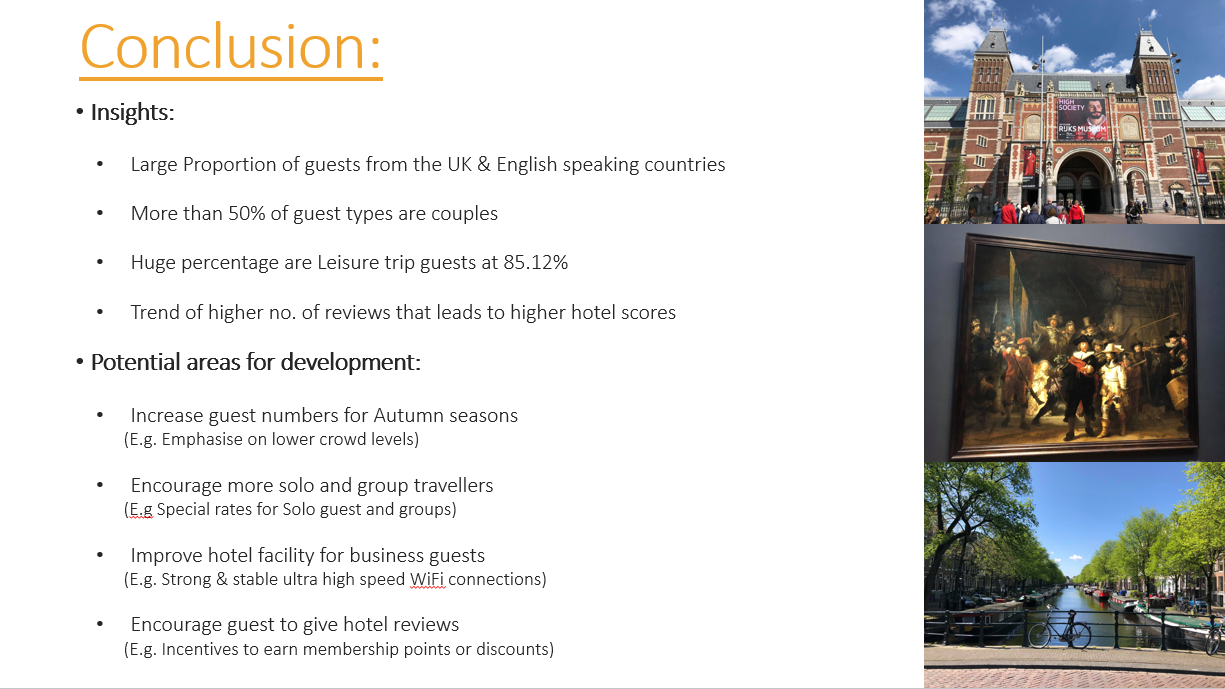 Conclusion:
• Insights:
• Large Proportion of guests from the UK & English speaking countries
• More than 50% of guest types are couples
• Huge percentage are Leisure trip guests at 85.12%
• Trend of higher no. of reviews that leads to higher hotel scores
• Potential areas for development:
• Increase guest numbers for Autumn seasons
(E.g. Emphasise on lower crowd levels)
• Encourage more solo and group travellers
(E.g Special rates for Solo guest and groups)
• Improve hotel facility for business guests
(E.g. Strong & stable ultra high speed WiFi connections)
• Encourage guest to give hotel reviews
(E.g. Incentives to earn membership points or discounts)
HIGH
SOCIETY
RIJKS MUSEUM